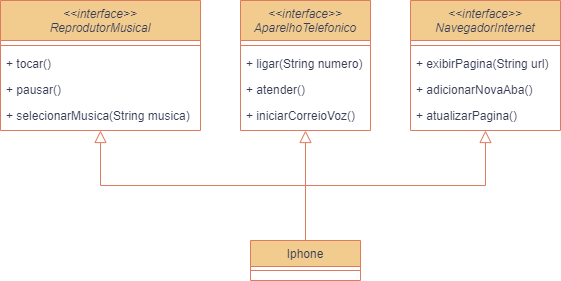 <<interface>>
ReprodutorMusical
+ tocar()
+ pausar()
+ selecionarMusica(String musica)
<<interface>>
AparelhoTelefonico
+ ligar(String numero)
+ atender()
+ iniciarCorreioVoz()
<<interface>>
NavegadorInternet
+ exibirPagina(String url)
+ adicionarNovaAba()
+ atualizarPagina()
Iphone